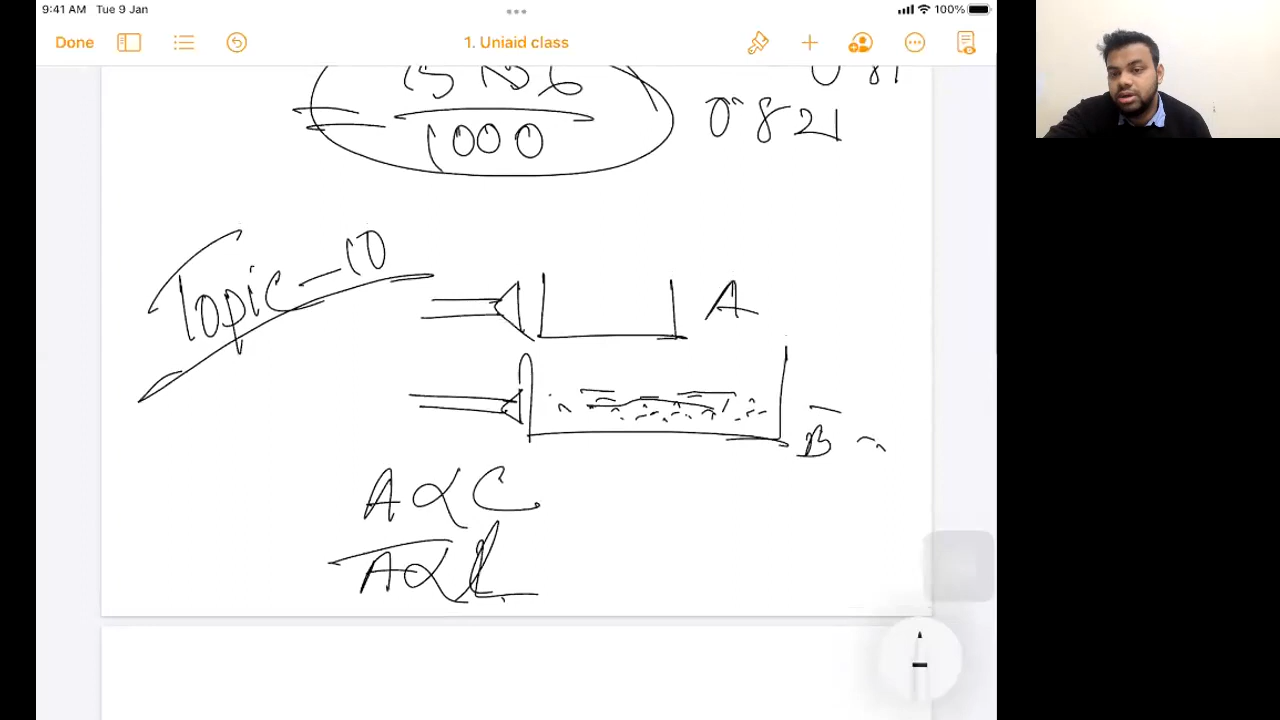 9:41 AM Tue 9 Jan
100%
Done
1. Uniaid class
1000
0.821
Topic-10
A
B
A∝C
A∝L